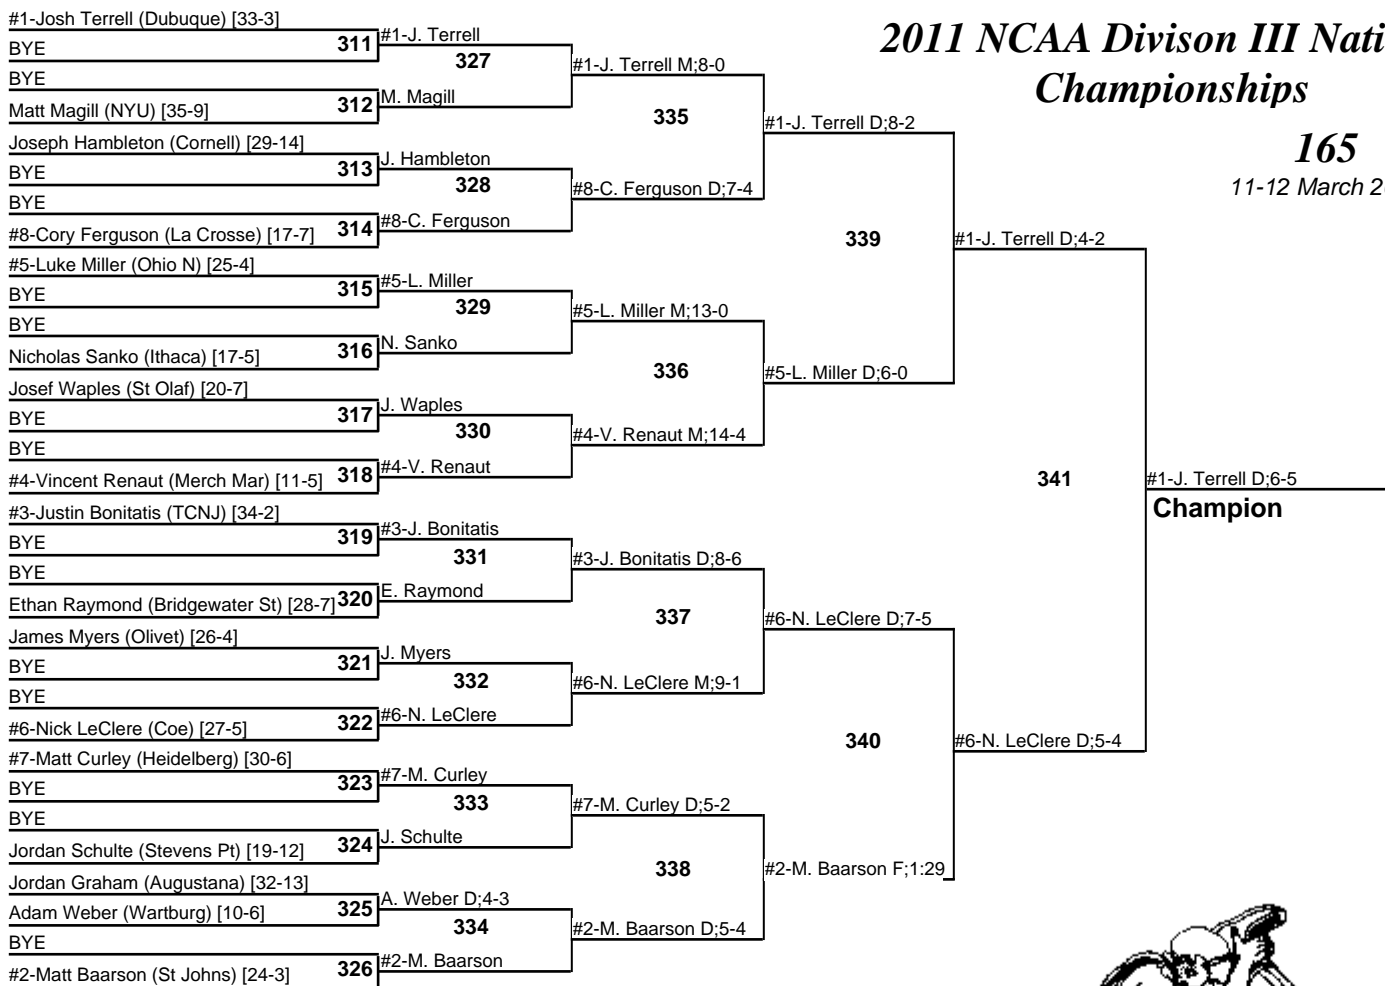 2011 NCAA Divison III Nati
Championships
165
11-12 March 2
#1-Josh Terrell (Dubuque) [33-3]
BYE
311
BYE
Matt Magill (NYU) [35-9]
312
Joseph Hambleton (Cornell) [29-14]
BYE
313
BYE
#8-Cory Ferguson (La Crosse) [17-7]
314
#5-Luke Miller (Ohio N) [25-4]
BYE
315
BYE
Nicholas Sanko (Ithaca) [17-5]
316
Josef Waples (St Olaf) [20-7]
BYE
317
BYE
#4-Vincent Renaut (Merch Mar) [11-5]
318
#3-Justin Bonitatis (TCNJ) [34-2]
BYE
319
BYE
Ethan Raymond (Bridgewater St) [28-7]
320
James Myers (Olivet) [26-4]
BYE
321
BYE
#6-Nick LeClere (Coe) [27-5]
322
#7-Matt Curley (Heidelberg) [30-6]
BYE
323
BYE
Jordan Schulte (Stevens Pt) [19-12]
324
Jordan Graham (Augustana) [32-13]
Adam Weber (Wartburg) [10-6]
325
BYE
#2-Matt Baarson (St Johns) [24-3]
326
#1-J. Terrell
327
M. Magill
J. Hambleton
328
#8-C. Ferguson
#5-L. Miller
329
N. Sanko
J. Waples
330
#4-V. Renaut
#3-J. Bonitatis
331
E. Raymond
J. Myers
332
#6-N. LeClere
#7-M. Curley
333
J. Schulte
A. Weber D;4-3
334
#2-M. Baarson
#1-J. Terrell M;8-0
335
#8-C. Ferguson D;7-4
#5-L. Miller M;13-0
336
#4-V. Renaut M;14-4
#3-J. Bonitatis D;8-6
337
#6-N. LeClere M;9-1
#7-M. Curley D;5-2
338
#2-M. Baarson D;5-4
#1-J. Terrell D;8-2
339
#5-L. Miller D;6-0
#6-N. LeClere D;7-5
340
#2-M. Baarson F;1:29
#1-J. Terrell D;4-2
341
#6-N. LeClere D;5-4
#1-J. Terrell D;6-5
Champion